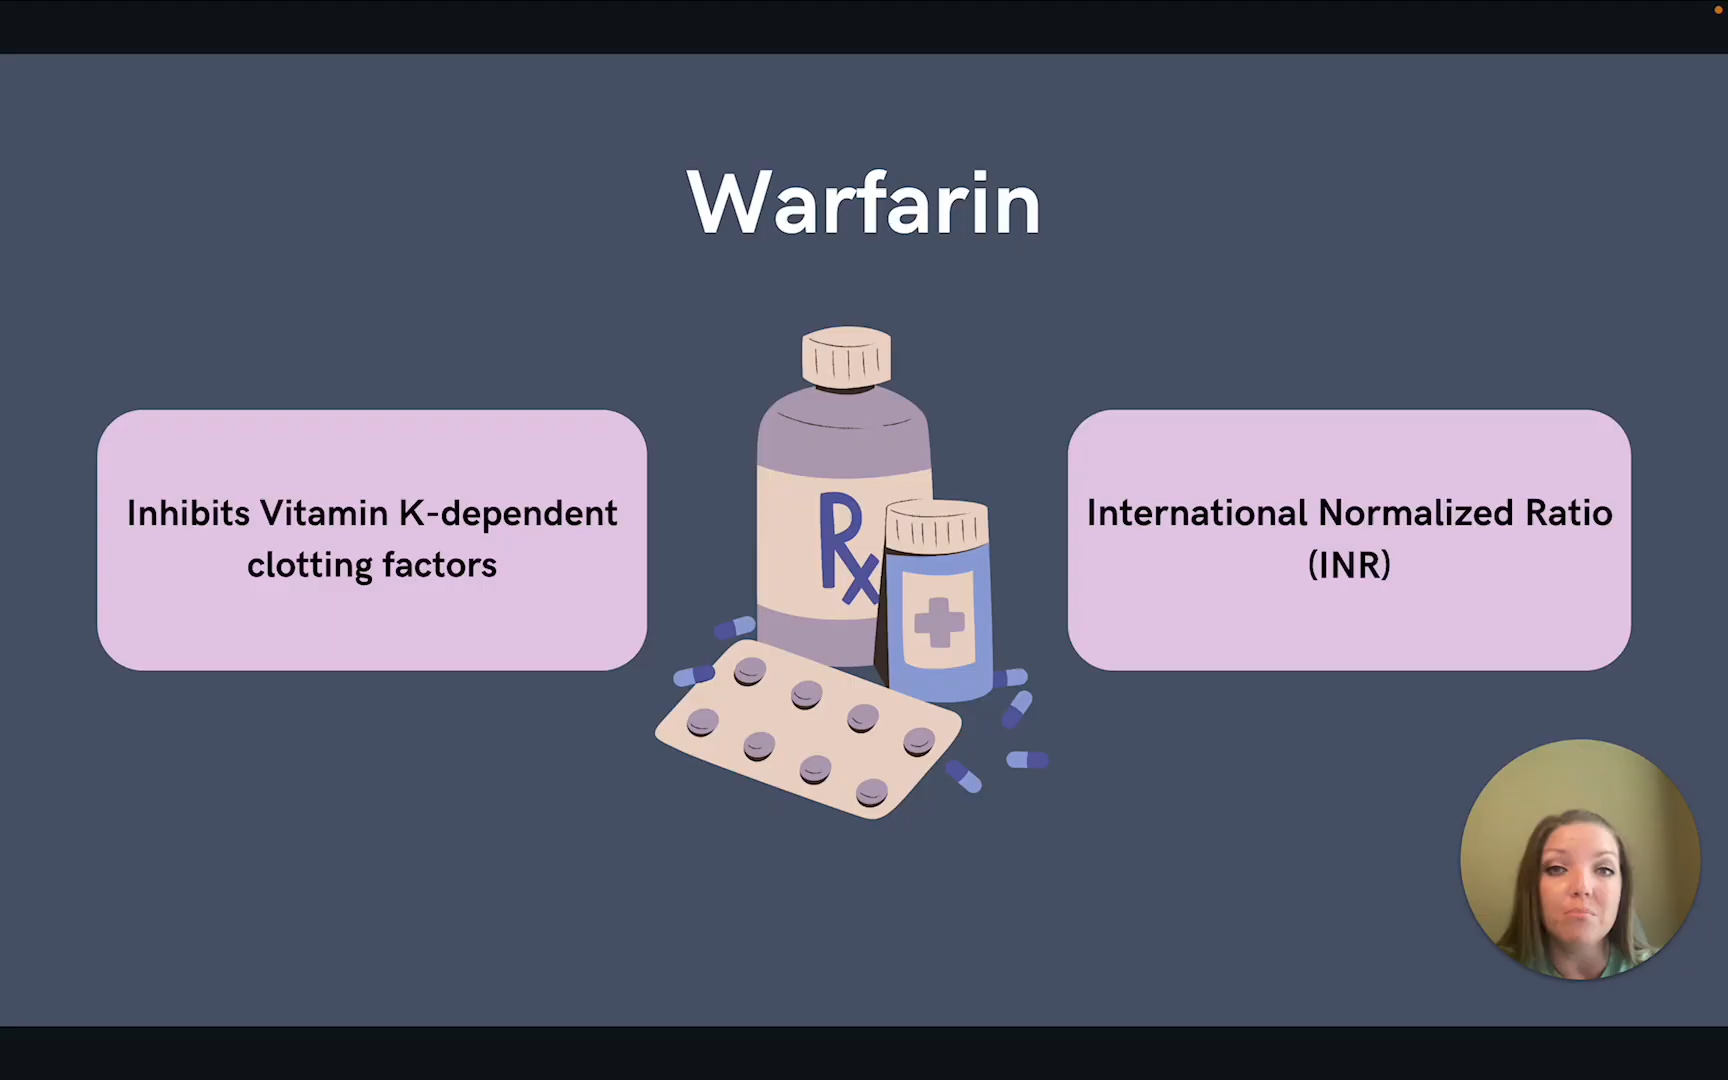 Warfarin
Inhibits Vitamin K-dependent
clotting factors
Rx
International Normalized Ratio
(INR)